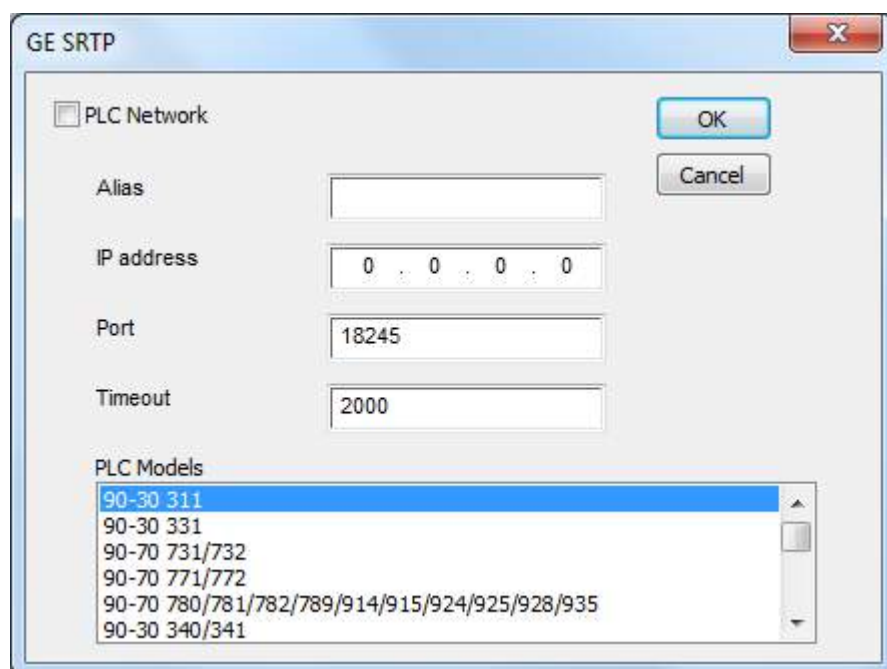 GE SRTP
PLC Network
OK
Cancel
Alias
IP address
0 . 0 . 0 . 0
Port
18245
Timeout
2000
PLC Models
90-30 311
90-30 331
90-70 731/732
90-70 771/772
90-70 780/781/782/789/914/915/924/925/928/935
90-30 340/341